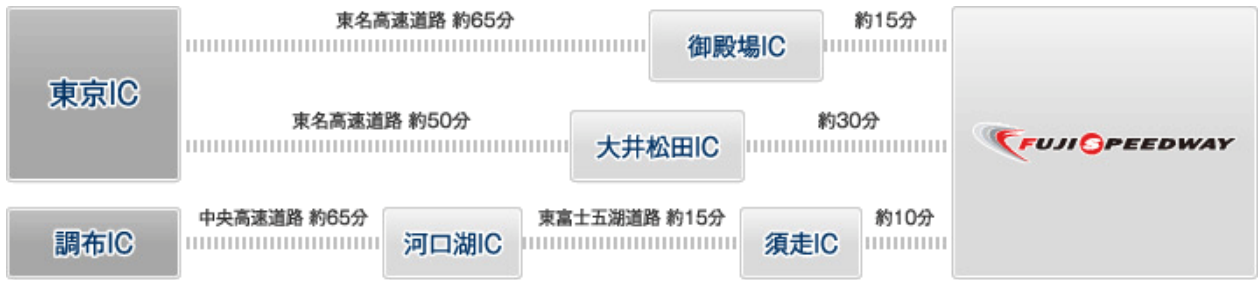 東名高速道路 約65分
御殿場IC
約15分
東京IC
東名高速道路 約50分
大井松田IC
約30分
FUJI SPEEDWAY
中央高速道路 約65分
調布IC
河口湖IC
東富士五湖道路 約15分
須走IC
約10分